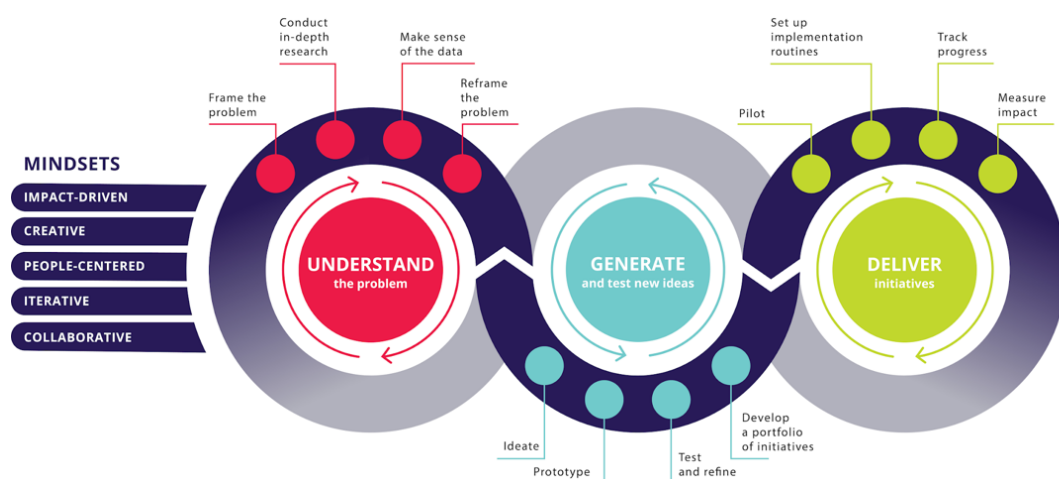 MINDSETS
IMPACT-DRIVEN
CREATIVE
PEOPLE-CENTERED
ITERATIVE
COLLABORATIVE
Frame the
problem
Conduct
in-depth
research
Make sense
of the data
Reframe
the
problem
UNDERSTAND
the problem
GENERATE
and test new ideas
Ideate
Prototype
Test
and refine
Develop
a portfolio
of initiatives
Pilot
Set up
implementation
routines
Track
progress
Measure
impact
DELIVER
initiatives